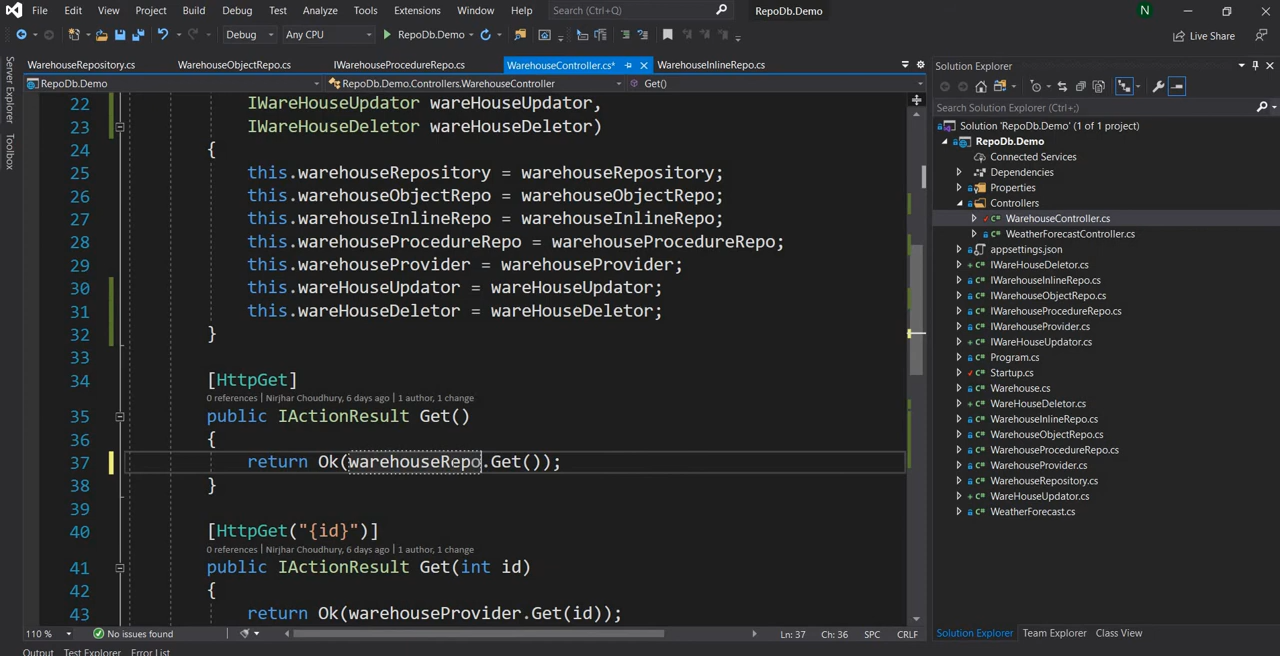 File Edit View Project Build Debug Test Analyze Tools Extensions Window Help Search (Ctrl+Q) RepoDb.Demo N
Debug Any CPU RepoDb.Demo Live Share
Server Explorer
Toolbox
WarehouseRepository.cs WarehouseObjectRepo.cs IWarehouseProcedureRepo.cs WarehouseController.cs* WarehouseInlineRepo.cs
RepoDb.Demo RepoDb.Demo.Controllers.WarehouseController Get()
22 IWareHouseUpdator wareHouseUpdator,
23 IWareHouseDeletor wareHouseDeletor)
24 {
25 this.warehouseRepository = warehouseRepository;
26 this.warehouseObjectRepo = warehouseObjectRepo;
27 this.warehouseInlineRepo = warehouseInlineRepo;
28 this.warehouseProcedureRepo = warehouseProcedureRepo;
29 this.warehouseProvider = warehouseProvider;
30 this.wareHouseUpdator = wareHouseUpdator;
31 this.wareHouseDeletor = wareHouseDeletor;
32 }
33
34 [HttpGet]
0 references | Nirjhar Choudhury, 6 days ago | 1 author, 1 change
35 public IActionResult Get()
36 {
37 return Ok(warehouseRepo.Get());
38 }
39
40 [HttpGet("{id}")]
0 references | Nirjhar Choudhury, 6 days ago | 1 author, 1 change
41 public IActionResult Get(int id)
42 {
43 return Ok(warehouseProvider.Get(id));
110 % No issues found Ln: 37 Ch: 36 SPC CRLF
Output Test Explorer Error List
Solution Explorer
Search Solution Explorer (Ctrl+;)
Solution 'RepoDb.Demo' (1 of 1 project)
RepoDb.Demo
Connected Services
Dependencies
Properties
Controllers
WarehouseController.cs
WeatherForecastController.cs
appsettings.json
IWareHouseDeletor.cs
IWarehouseInlineRepo.cs
IWarehouseObjectRepo.cs
IWarehouseProcedureRepo.cs
IWarehouseProvider.cs
IWareHouseUpdator.cs
Program.cs
Startup.cs
Warehouse.cs
WareHouseDeletor.cs
WarehouseInlineRepo.cs
WarehouseObjectRepo.cs
WarehouseProcedureRepo.cs
WarehouseProvider.cs
WarehouseRepository.cs
WareHouseUpdator.cs
WeatherForecast.cs
Solution Explorer Team Explorer Class View